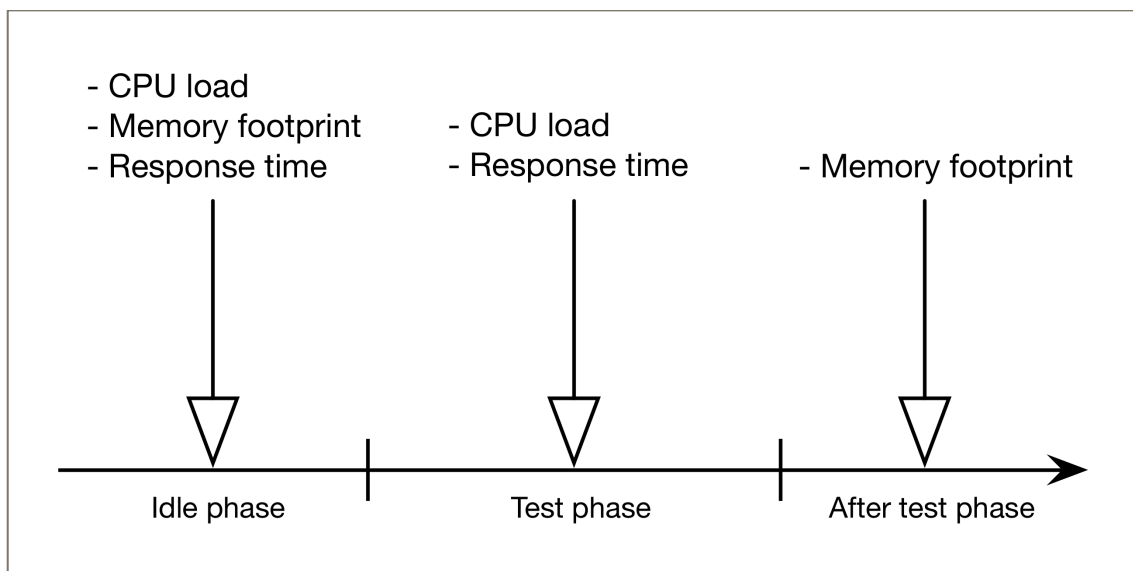 - CPU load
- Memory footprint
- Response time
- CPU load
- Response time
- Memory footprint
Idle phase
Test phase
After test phase